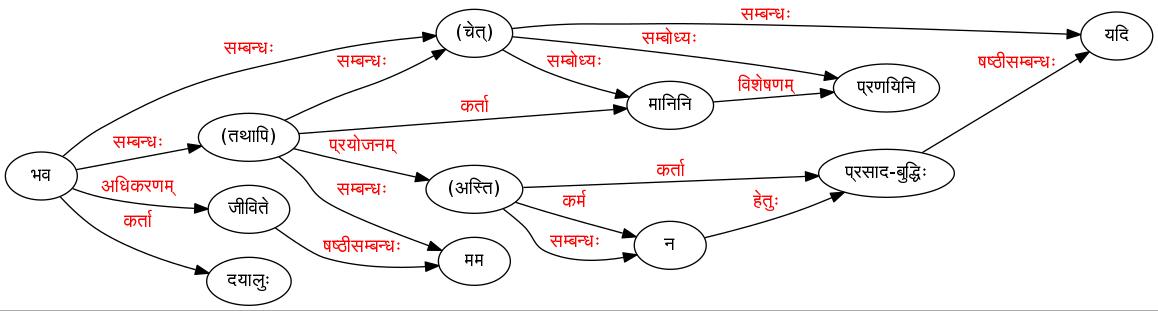 सम्बन्धः
(चेत्)
यदि
सम्बन्धः
सम्बन्धः
सम्बोध्यः
सम्बोध्यः
षष्ठीसम्बन्धः
प्रणयिनि
विशेषणम्
मानिनि
कर्ता
(तथापि)
सम्बन्धः
प्रयोजनम्
भव
अधिकरणम्
कर्ता
प्रसाद-बुद्धिः
(अस्ति)
सम्बन्धः
कर्म
हेतुः
जीविते
कर्ता
षष्ठीसम्बन्धः
सम्बन्धः
न
मम
दयालुः